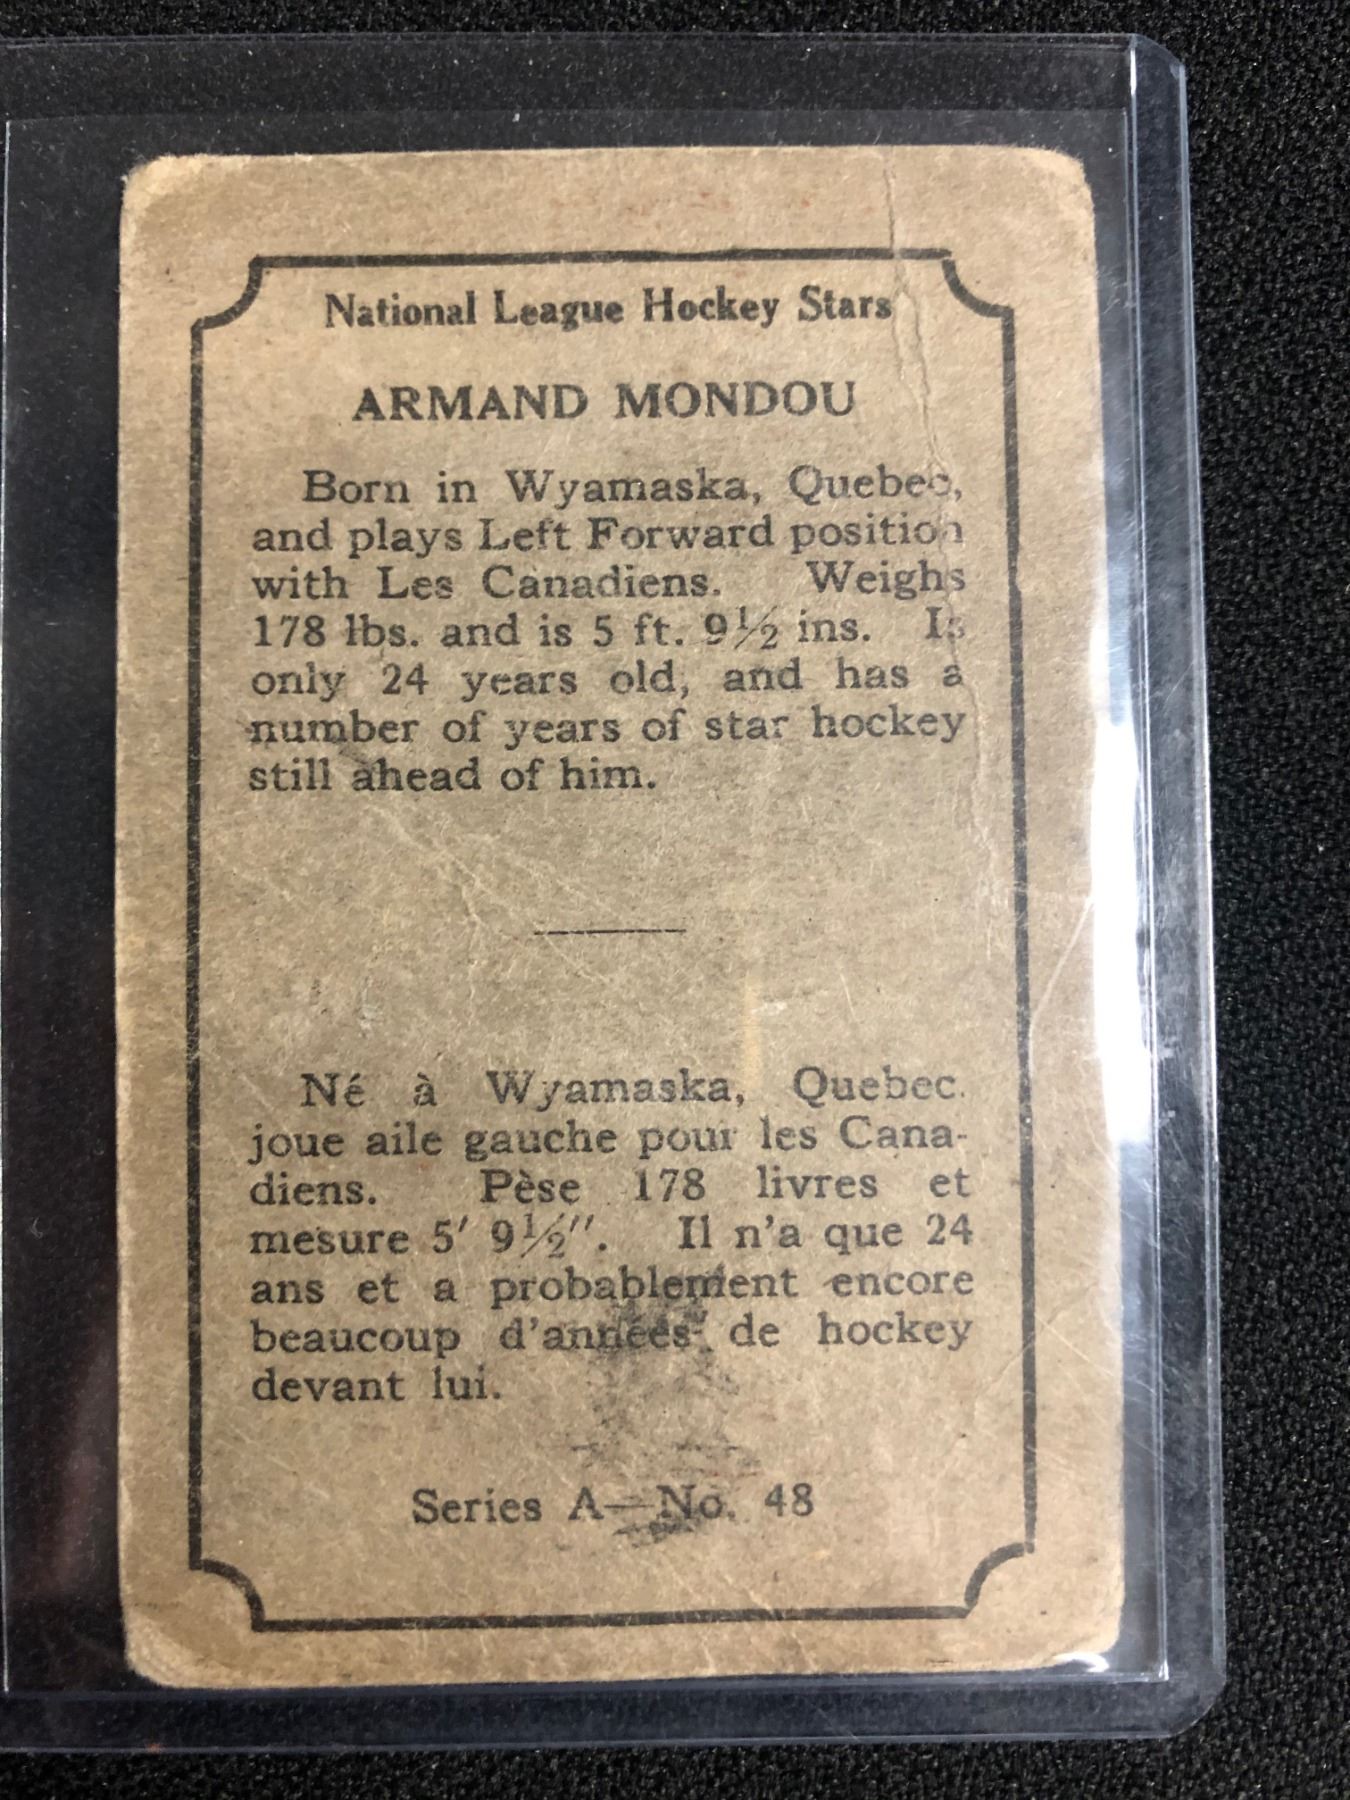 National League Hockey Stars
ARMAND MONDOU
Born in Wyamaska, Quebec,
and plays Left Forward position
with Les Canadiens. Weighs
178 lbs. and is 5 ft. 9½ ins. Is
only 24 years old, and has a
number of years of star hockey
still ahead of him.
Né à Wyamaska, Quebec.
joue aile gauche pour les Cana-
diens. Pèse 178 livres et
mesure 5′ 9½″. Il n'a que 24
ans et a probablement encore
beaucoup d'années de hockey
devant lui.
Series A—No. 48